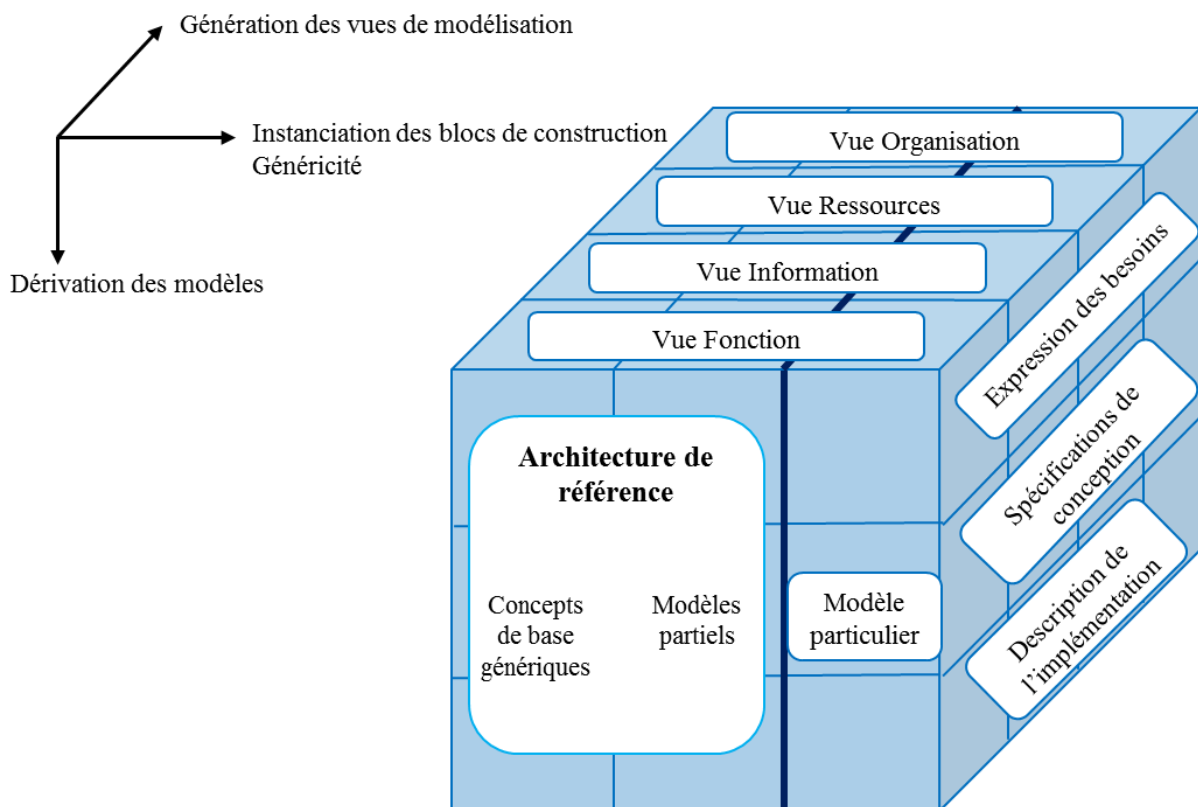 Génération des vues de modélisation
Instanciation des blocs de construction
Généricité
Dérivation des modèles
Vue Organisation
Vue Ressources
Vue Information
Vue Fonction
Expression des besoins
Spécifications de
conception
Description de
l’implémentation
Architecture de
référence
Concepts
de base
génériques
Modèles
partiels
Modèle
particulier